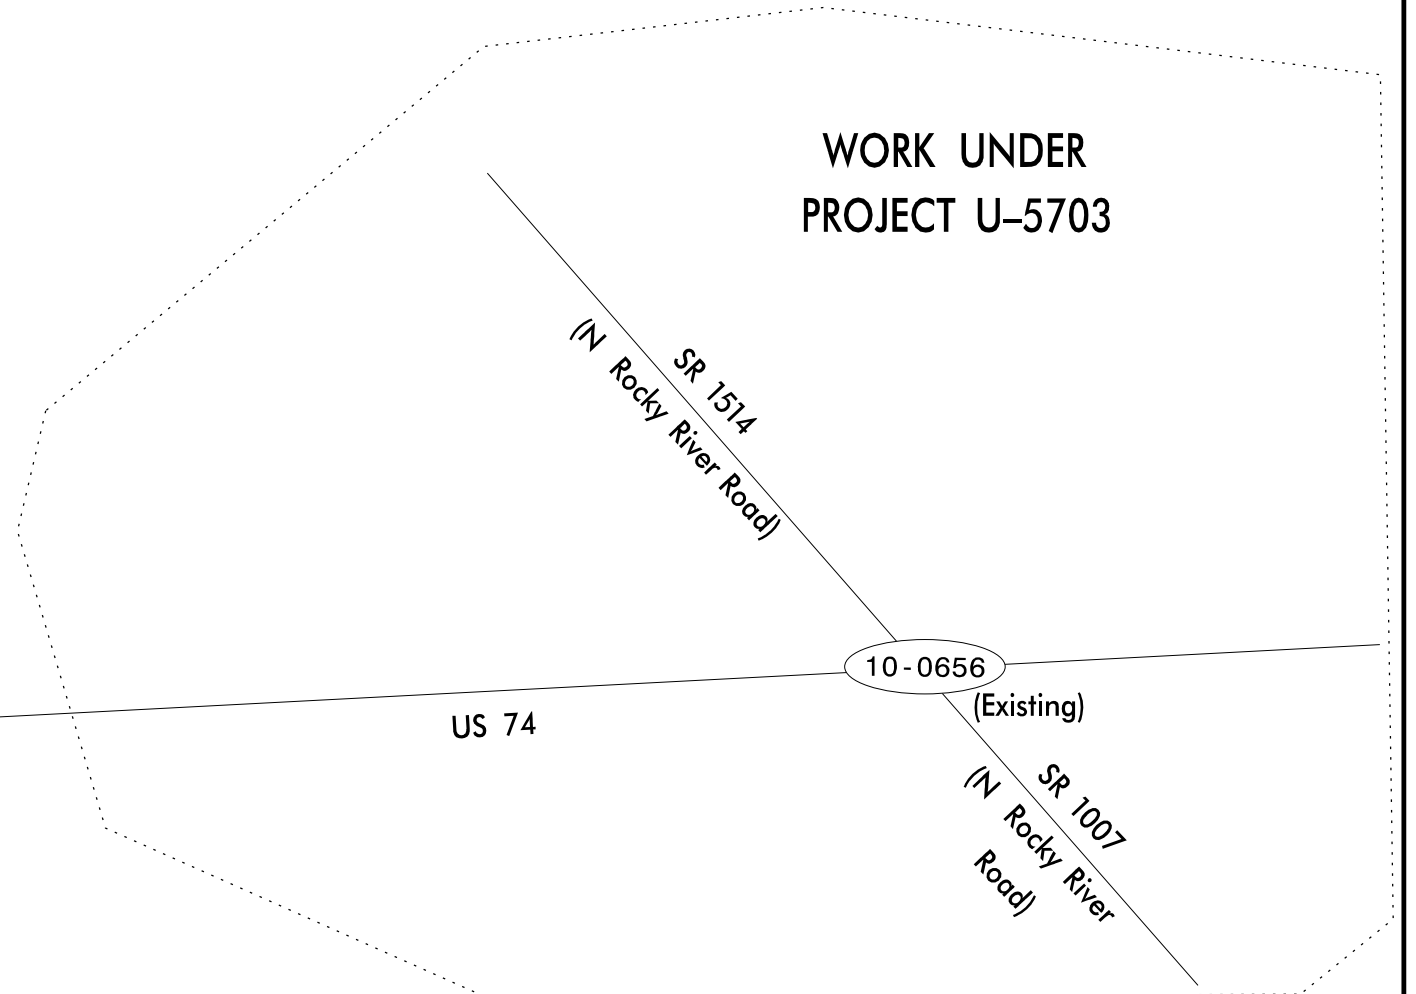 WORK UNDER
PROJECT U–5703
SR 1514
(N Rocky River Road)
10-0656
(Existing)
US 74
SR 1007
(N Rocky River
Road)